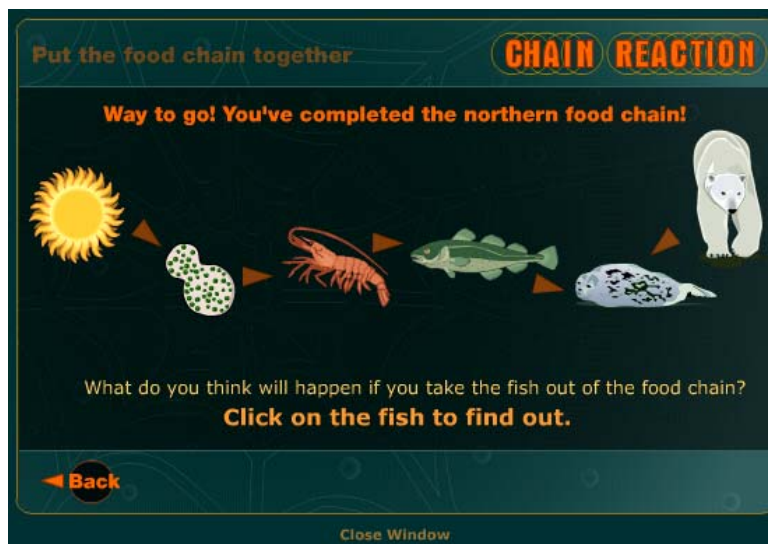 Put the food chain together
CHAIN REACTION
Way to go! You've completed the northern food chain!
What do you think will happen if you take the fish out of the food chain?
Click on the fish to find out.
Back
Close Window